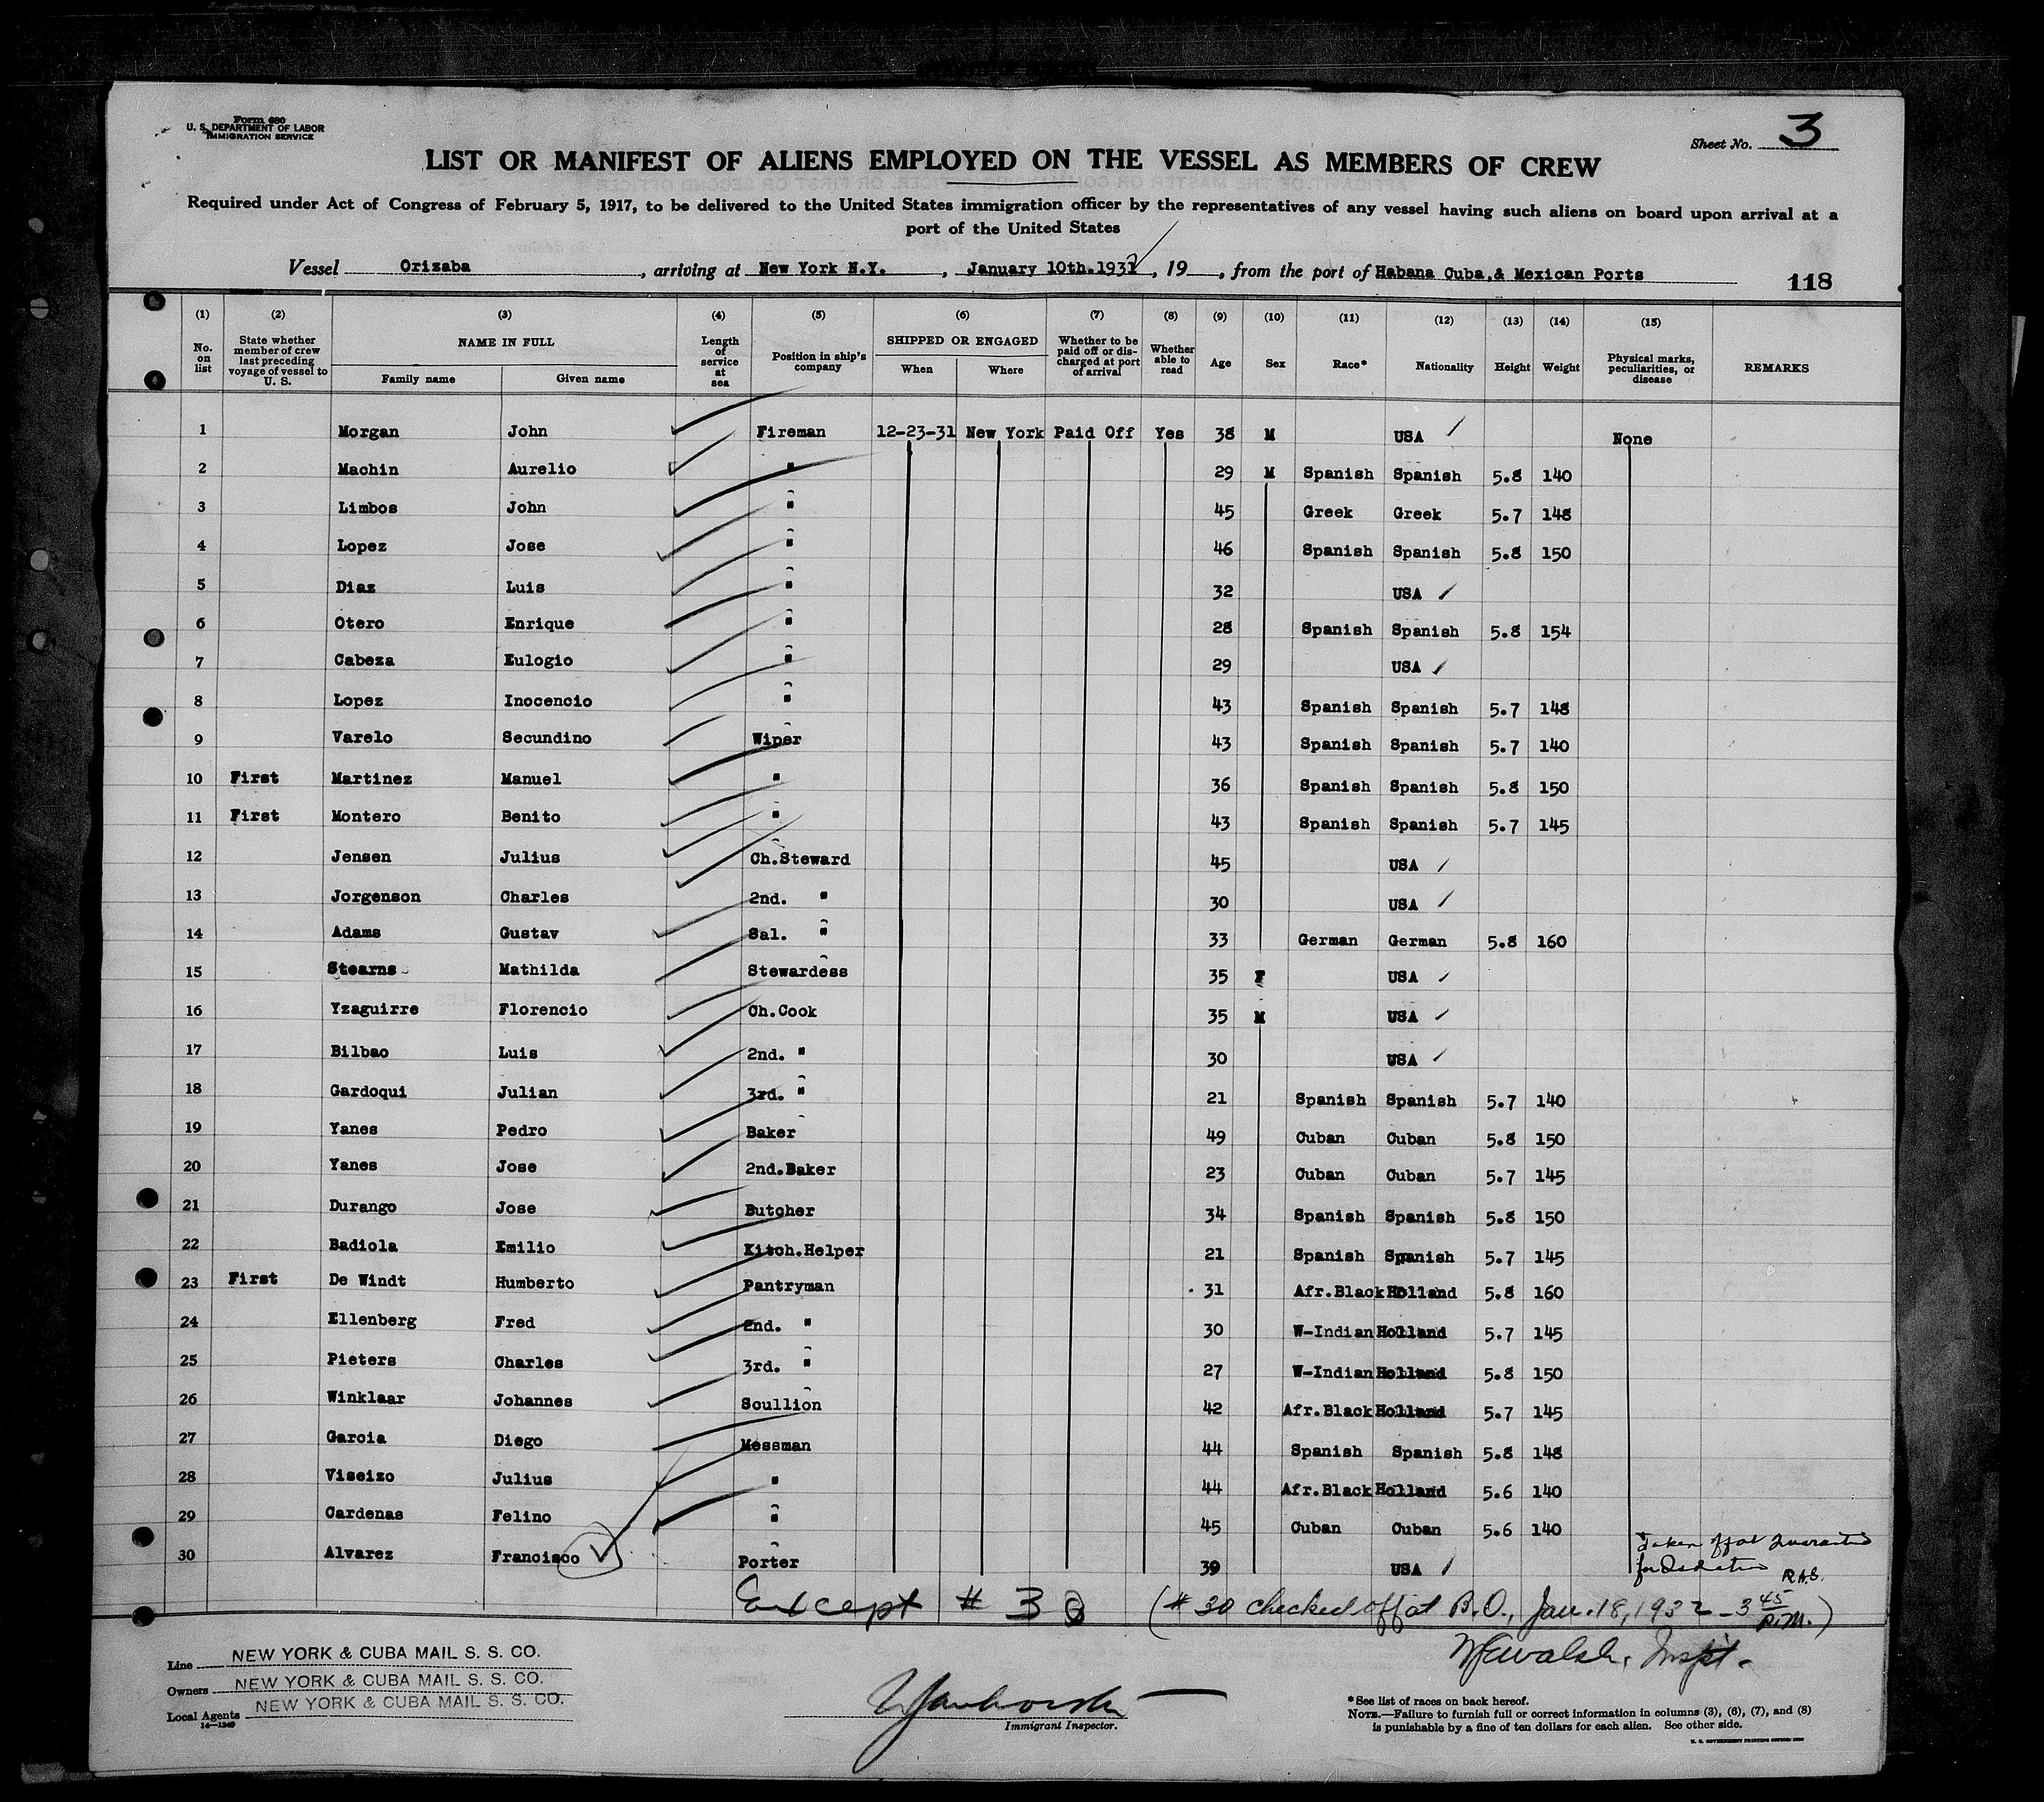 Form 680
U. S. DEPARTMENT OF LABOR
IMMIGRATION SERVICE
Sheet No. 3
LIST OR MANIFEST OF ALIENS EMPLOYED ON THE VESSEL AS MEMBERS OF CREW
Required under Act of Congress of February 5, 1917, to be delivered to the United States immigration officer by the representatives of any vessel having such aliens on board upon arrival at a
port of the United States
Vessel Orizaba, arriving at New York N.Y., January 10th.1932, 19, from the port of Habana Cuba,& Mexican Ports
118
(1) (2) (3) (4) (5) (6) (7) (8) (9) (10) (11) (12) (13) (14) (15)
No. on list State whether member of crew last preceding voyage of vessel to U. S. NAME IN FULL Family name Given name Length of service at sea Position in ship's company SHIPPED OR ENGAGED When Where Whether to be paid off or discharged at port of arrival Whether able to read Age Sex Race* Nationality Height Weight Physical marks, peculiarities, or disease REMARKS
1 Morgan John Fireman 12-23-31 New York Paid Off Yes 38 M USA None
2 Machin Aurelio " 29 M Spanish Spanish 5.8 140
3 Limbos John " 45 Greek Greek 5.7 148
4 Lopez Jose " 46 Spanish Spanish 5.8 150
5 Diaz Luis " 32 USA
6 Otero Enrique " 28 Spanish Spanish 5.8 154
7 Cabeza Eulogio " 29 USA
8 Lopez Inocencio " 43 Spanish Spanish 5.7 148
9 Varelo Secundino Wiper 43 Spanish Spanish 5.7 140
10 First Martinez Manuel " 36 Spanish Spanish 5.8 150
11 First Montero Benito " 43 Spanish Spanish 5.7 145
12 Jensen Julius Ch.Steward 45 USA
13 Jorgenson Charles 2nd. " 30 USA
14 Adams Gustav Sal. " 33 German German 5.8 160
15 Stearns Mathilda Stewardess 35 F USA
16 Yzaguirre Florencio Ch.Cook 35 M USA
17 Bilbao Luis 2nd. " 30 USA
18 Gardoqui Julian 3rd. " 21 Spanish Spanish 5.7 140
19 Yanes Pedro Baker 49 Cuban Cuban 5.8 150
20 Yanes Jose 2nd.Baker 23 Cuban Cuban 5.7 145
21 Durango Jose Butcher 34 Spanish Spanish 5.8 150
22 Badiola Emilio Kitch.Helper 21 Spanish Spanish 5.7 145
23 First De Windt Humberto Pantryman 31 Afr.Black Holland 5.8 160
24 Ellenberg Fred 2nd. " 30 W-Indian Holland 5.7 145
25 Pieters Charles 3rd. " 27 W-Indian Holland 5.8 150
26 Winklaar Johannes Scullion 42 Afr.Black Holland 5.7 145
27 Garcia Diego Messman 44 Spanish Spanish 5.8 148
28 Viseizo Julius " 44 Afr.Black Holland 5.6 140
29 Cardenas Felino " 45 Cuban Cuban 5.6 140
30 Alvarez Francisco Porter 39 USA
Taken off at
for R.A.S.
Except # 30 (# 30 checked off at B.O., Jan. 18, 1932 - 3 45 P.M.)
Walsh, Inspt.
Line NEW YORK & CUBA MAIL S. S. CO.
Owners NEW YORK & CUBA MAIL S. S. CO.
Local Agents NEW YORK & CUBA MAIL S. S. CO.
14—1240
Immigrant Inspector.
*See list of races on back hereof.
NOTE.—Failure to furnish full or correct information in columns (3), (6), (7), and (8)
is punishable by a fine of ten dollars for each alien. See other side.